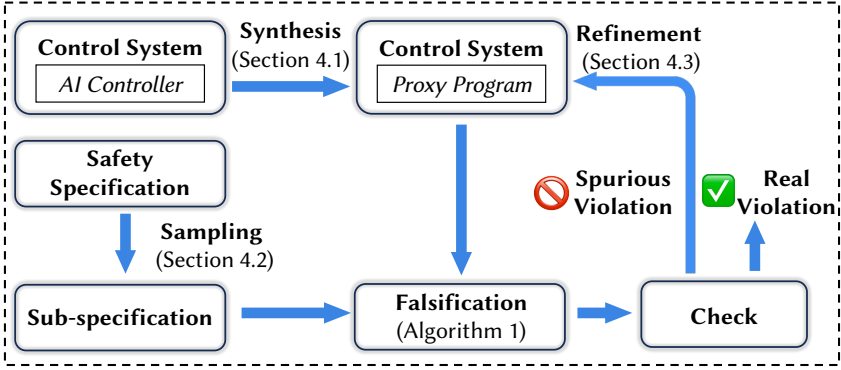 Control System
AI Controller
Synthesis
(Section 4.1)
Control System
Proxy Program
Refinement
(Section 4.3)
Safety
Specification
Sampling
(Section 4.2)
Spurious
Violation
Real
Violation
Sub-specification
Falsification
(Algorithm 1)
Check